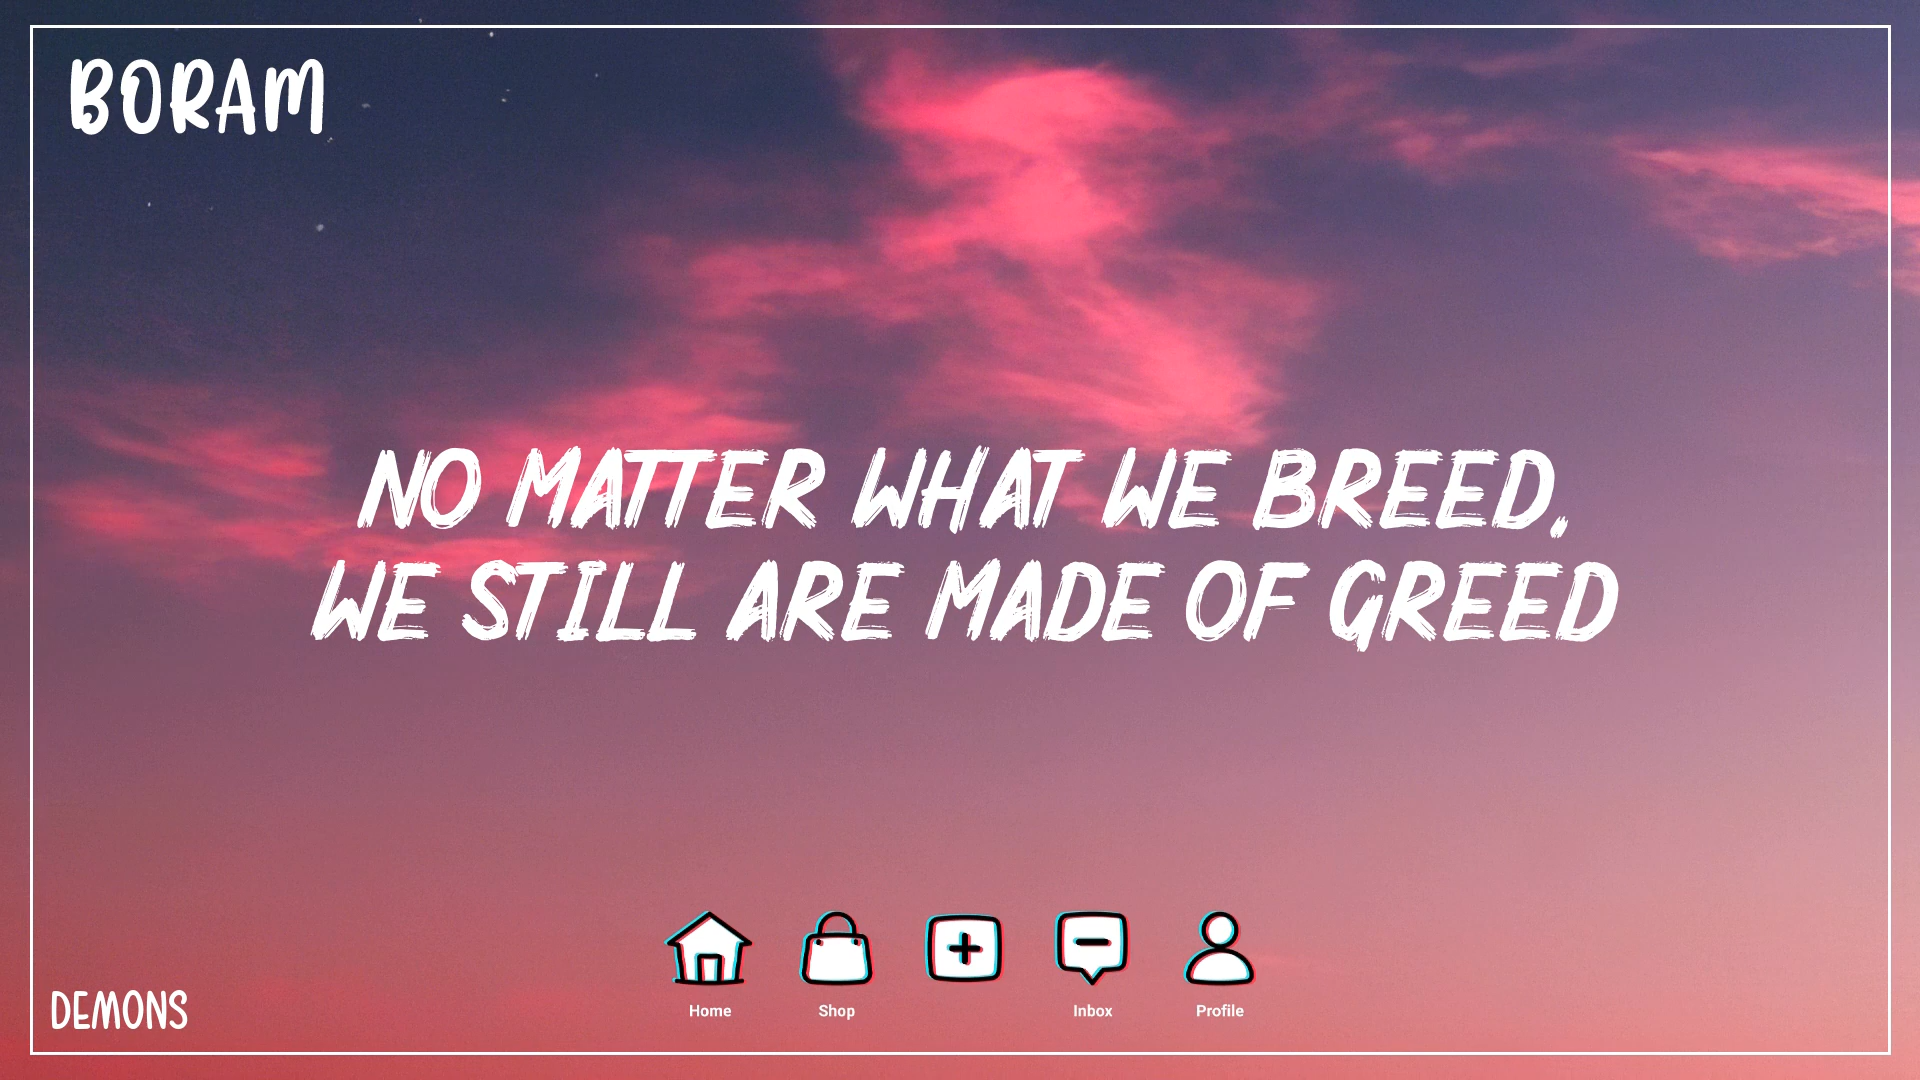 BORAM
NO MATTER WHAT WE BREED,
WE STILL ARE MADE OF GREED
Home Shop Inbox Profile
DEMONS